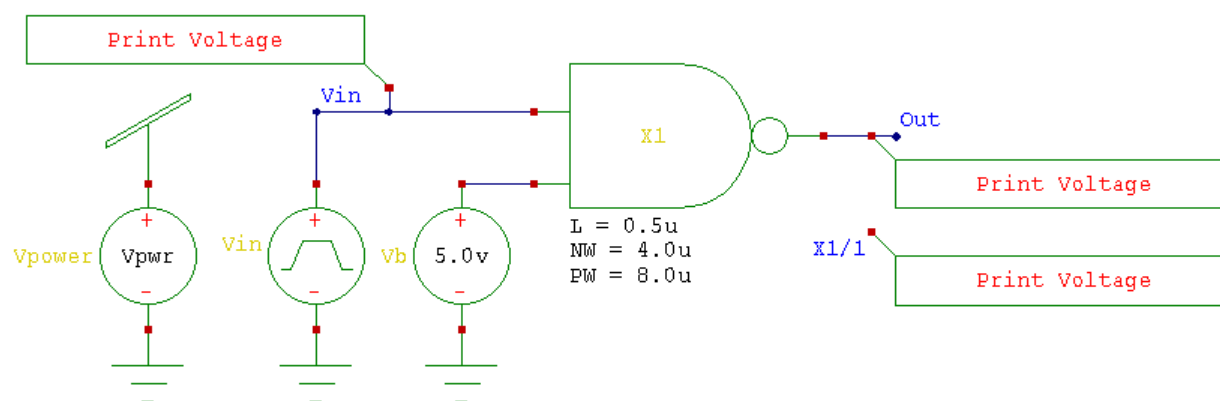 Print Voltage
Vin
X1
Out
Print Voltage
L = 0.5u
NW = 4.0u
PW = 8.0u
Vpower
+
Vpwr
-
Vin
+
-
Vb
+
5.0v
-
X1/1
Print Voltage